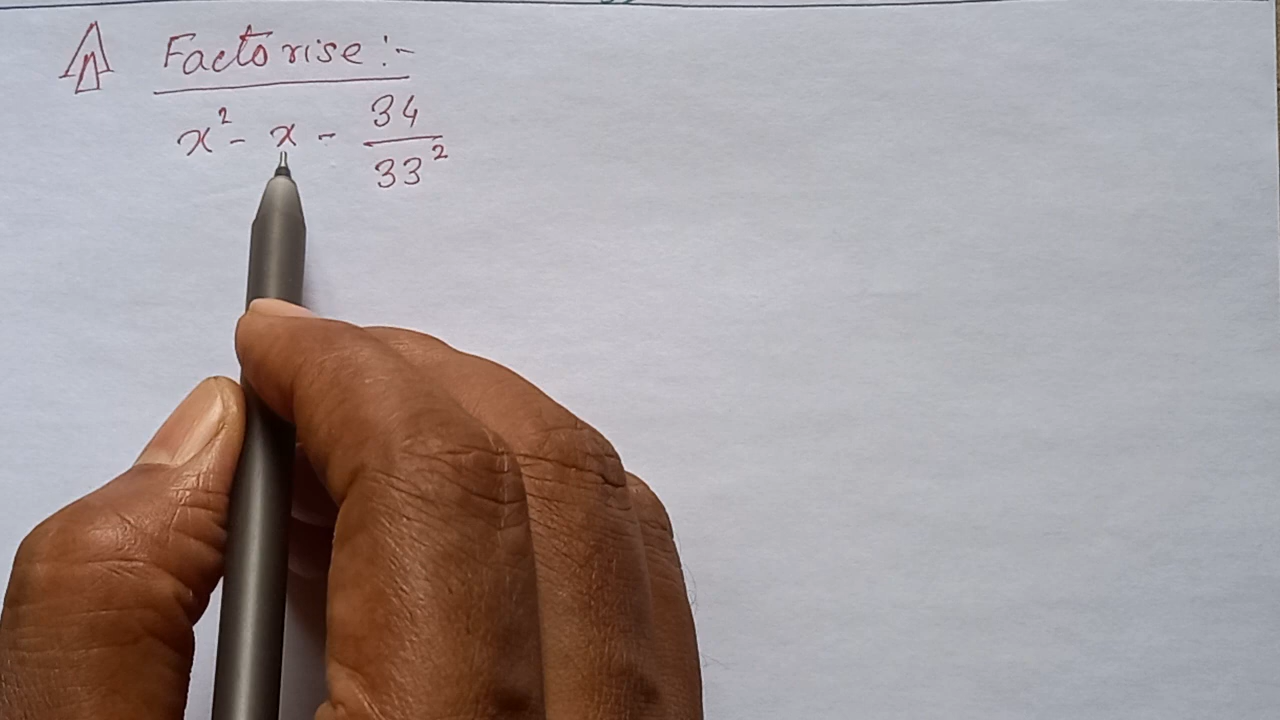 Factorise :-
x² - x - 34/33²